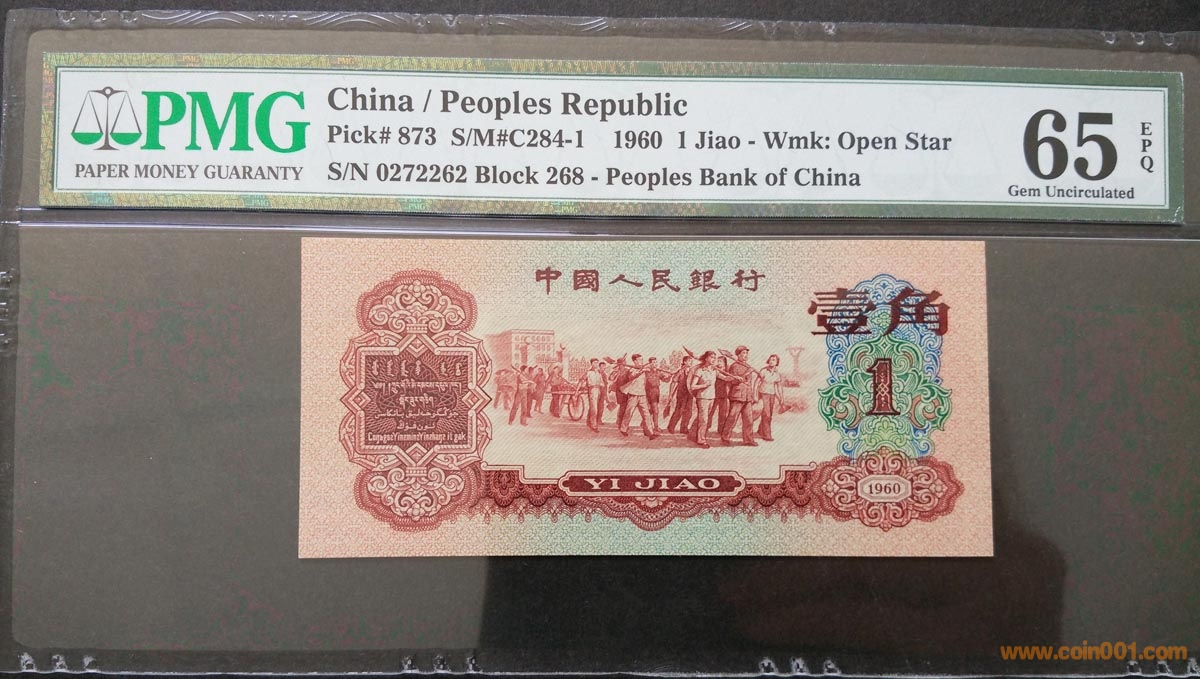 PMG
PAPER MONEY GUARANTY
China / Peoples Republic
Pick# 873 S/M#C284-1 1960 1 Jiao - Wmk: Open Star
S/N 0272262 Block 268 - Peoples Bank of China
65
EPQ
Gem Uncirculated
中國人民銀行
壹角
1
YI JIAO
1960
www.coin001.com